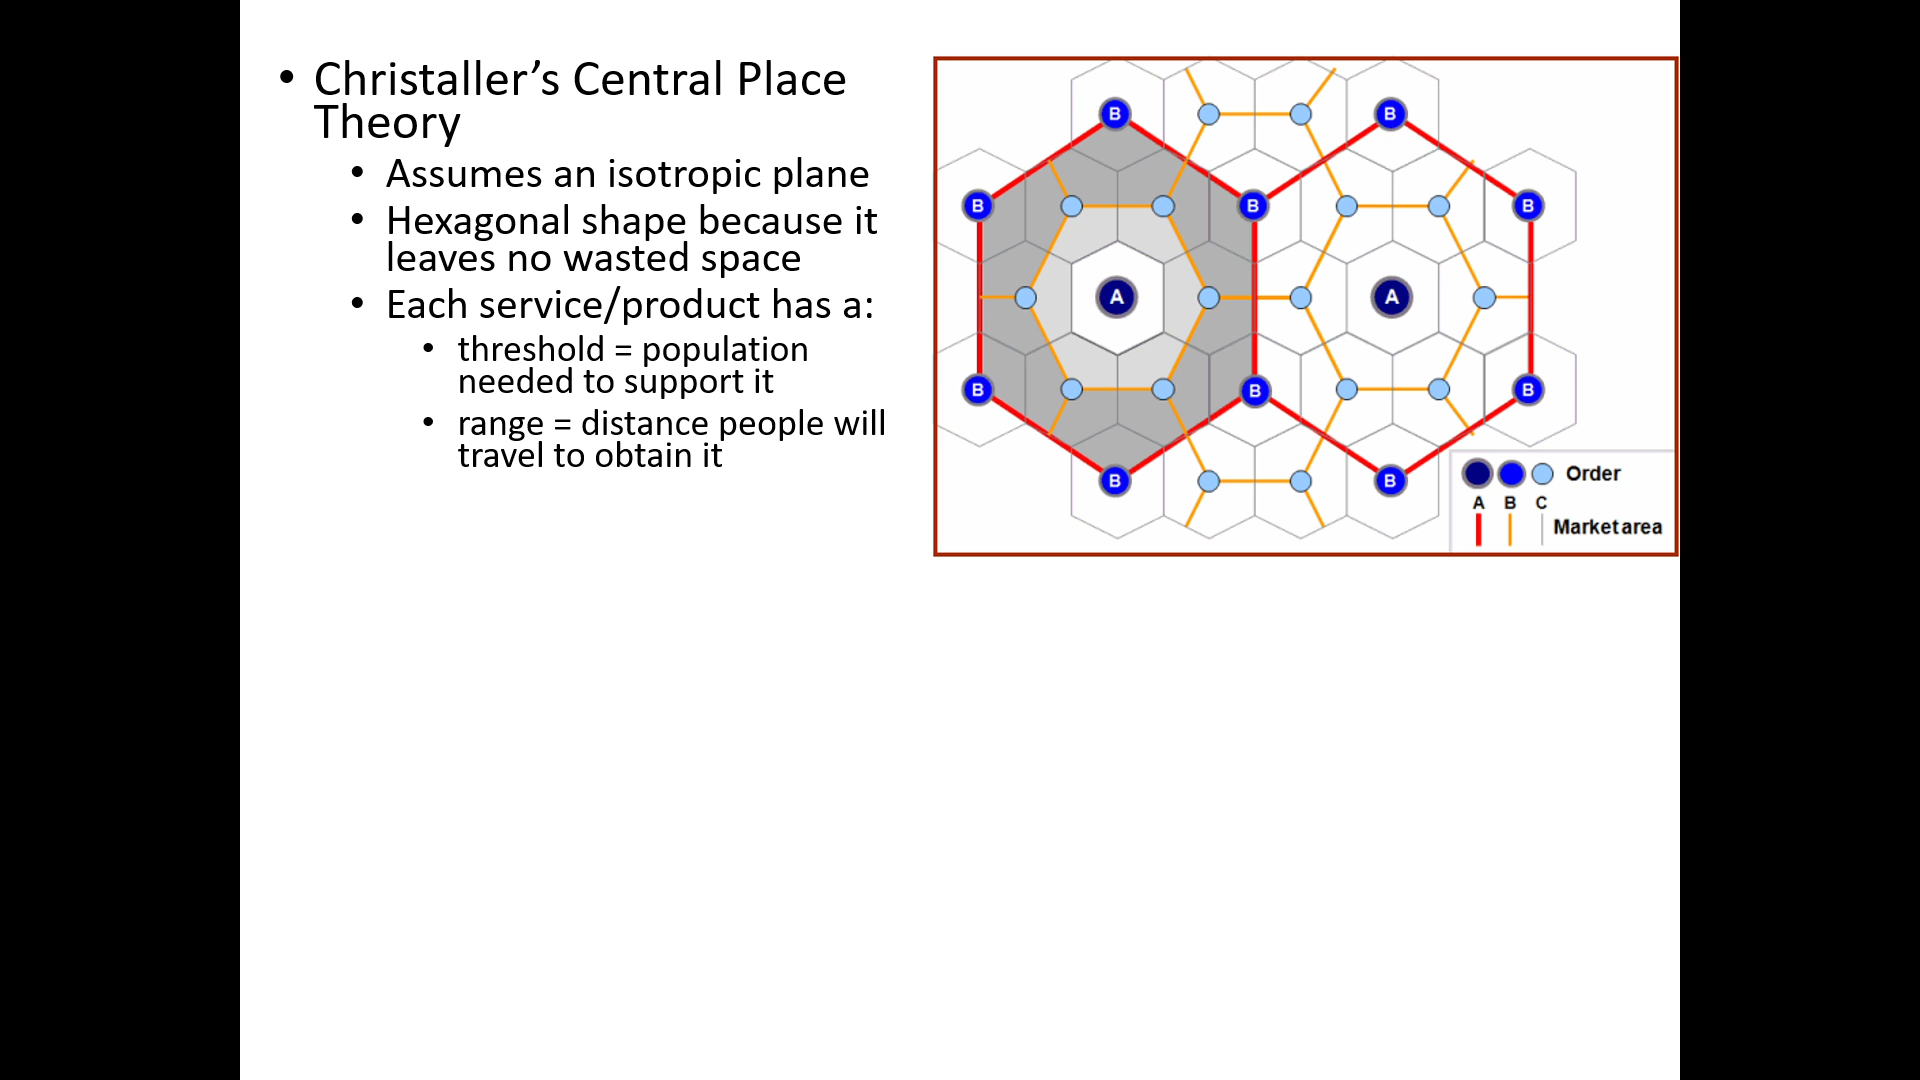 • Christaller’s Central Place
Theory
• Assumes an isotropic plane
• Hexagonal shape because it
leaves no wasted space
• Each service/product has a:
• threshold = population
needed to support it
• range = distance people will
travel to obtain it
B B
B B B
A A
B B B
B B
Order
A B C
Market area